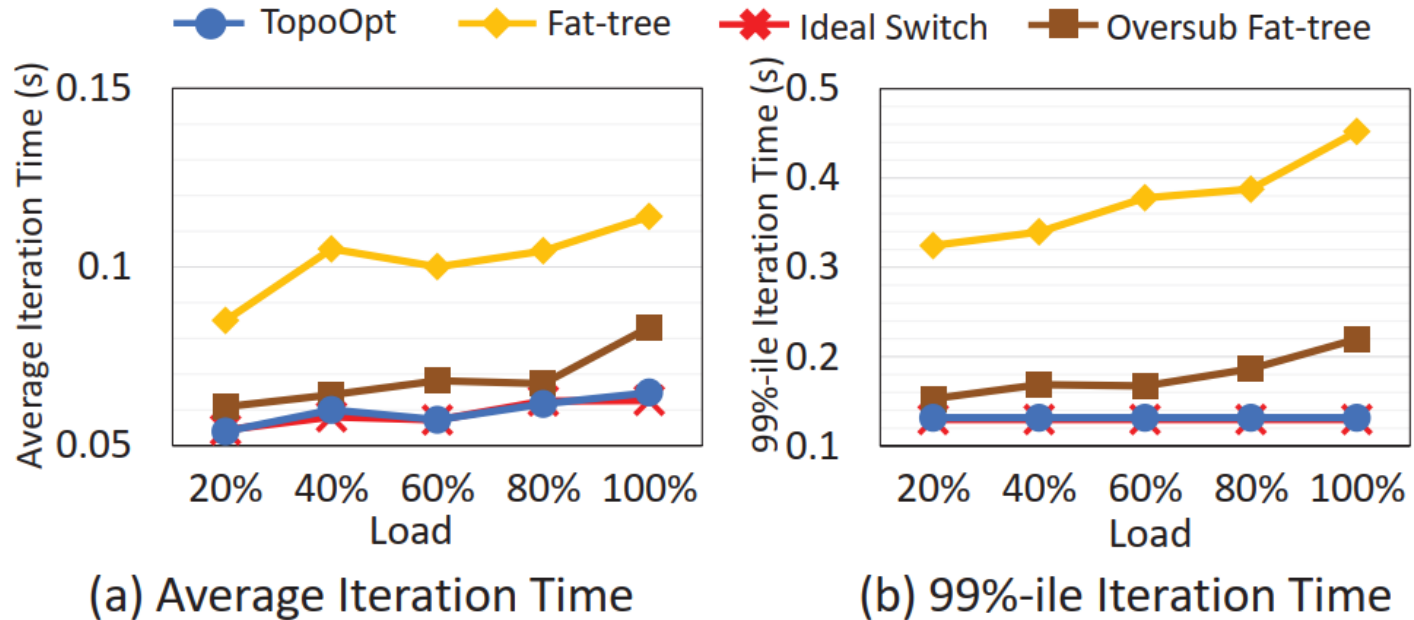 TopoOpt Fat-tree Ideal Switch Oversub Fat-tree
Average Iteration Time (s)
0.15
0.1
0.05
20% 40% 60% 80% 100%
Load
(a) Average Iteration Time
99%-ile Iteration Time (s)
0.5
0.4
0.3
0.2
0.1
20% 40% 60% 80% 100%
Load
(b) 99%-ile Iteration Time